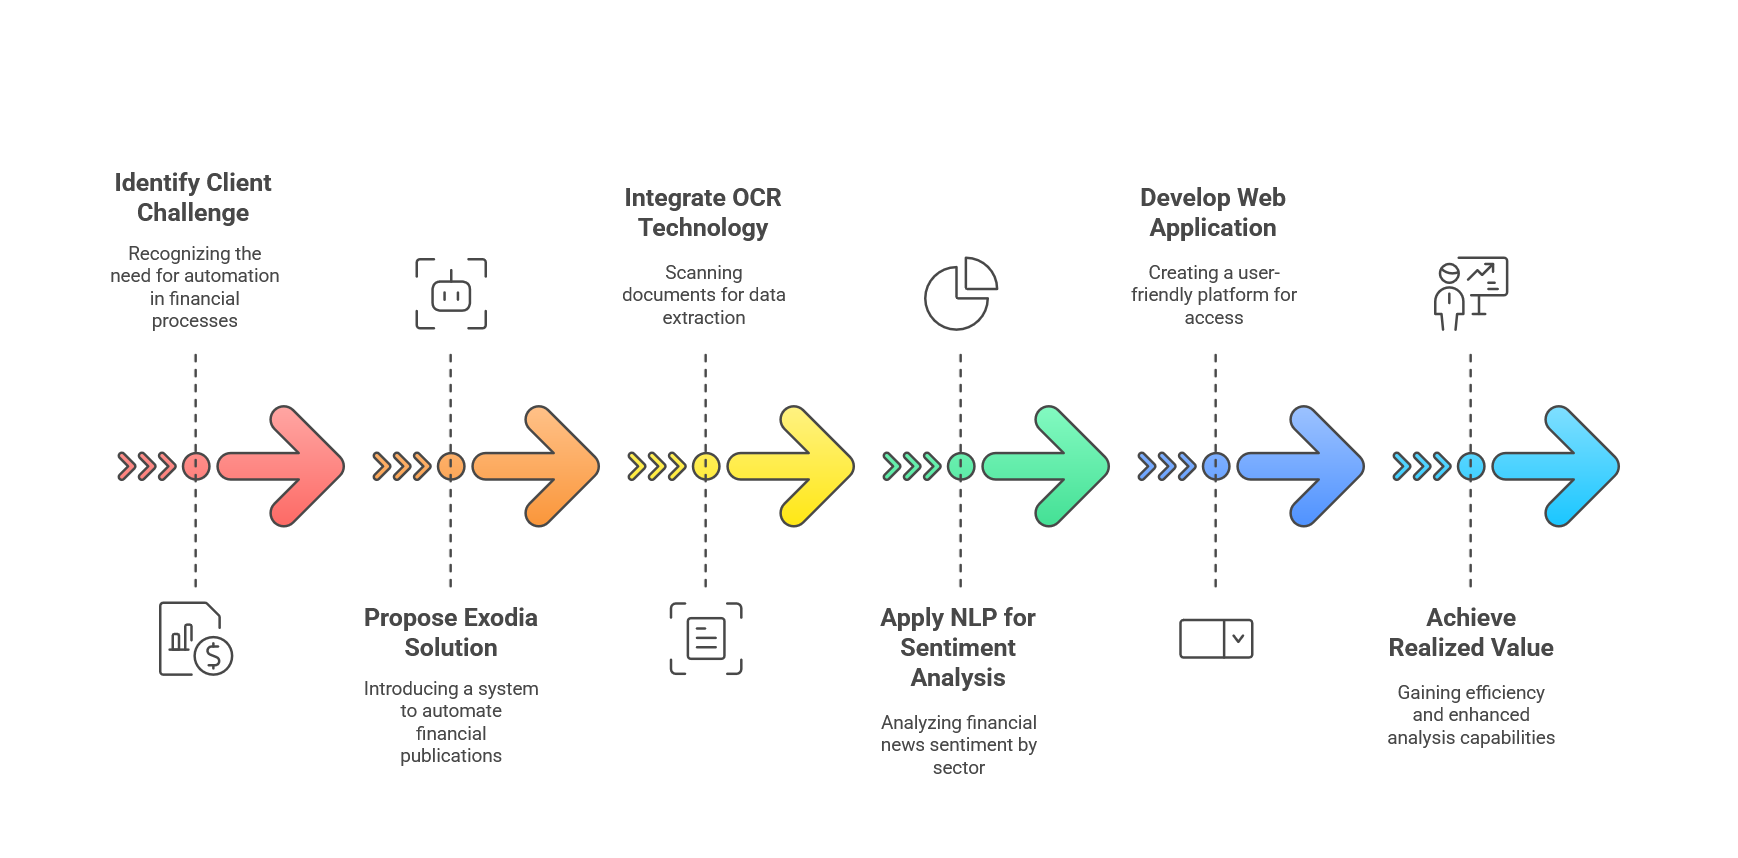 Identify Client
Challenge
Recognizing the
need for automation
in financial
processes
Propose Exodia
Solution
Introducing a system
to automate
financial
publications
Integrate OCR
Technology
Scanning
documents for data
extraction
Apply NLP for
Sentiment
Analysis
Analyzing financial
news sentiment by
sector
Develop Web
Application
Creating a user-
friendly platform for
access
Achieve
Realized Value
Gaining efficiency
and enhanced
analysis capabilities